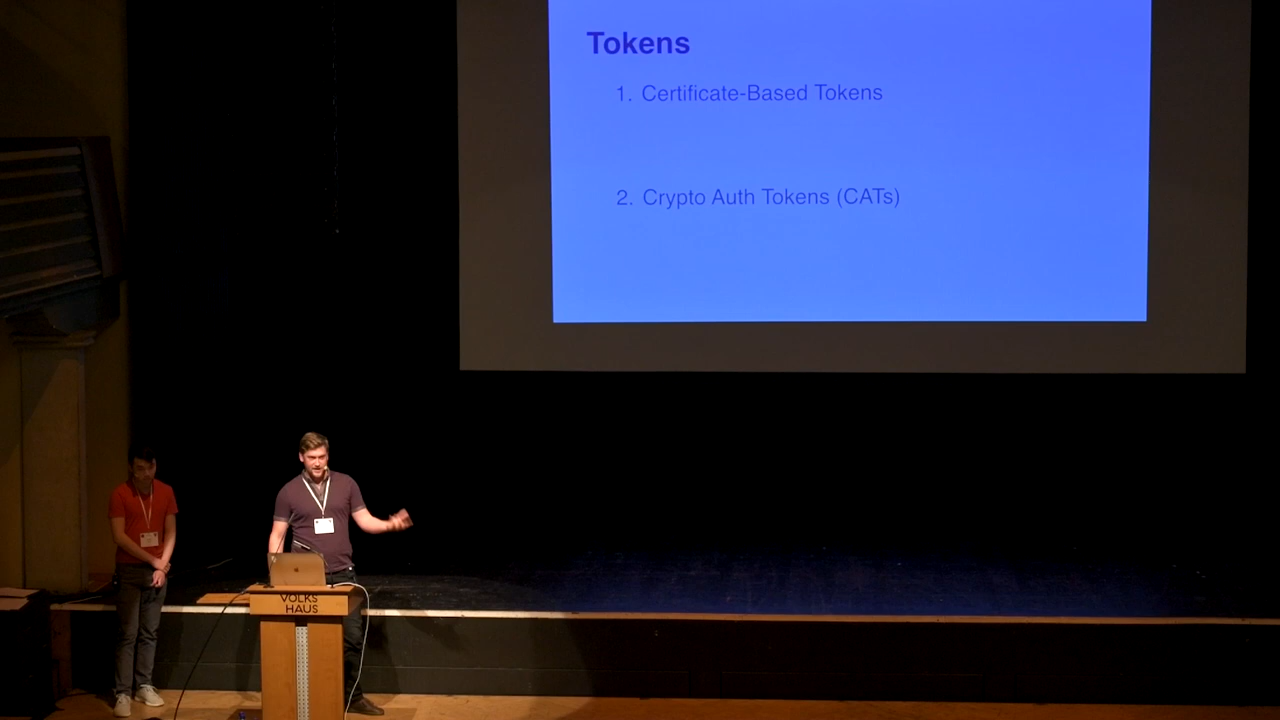 Tokens
1. Certificate-Based Tokens
2. Crypto Auth Tokens (CATs)
VOLKS
HAUS